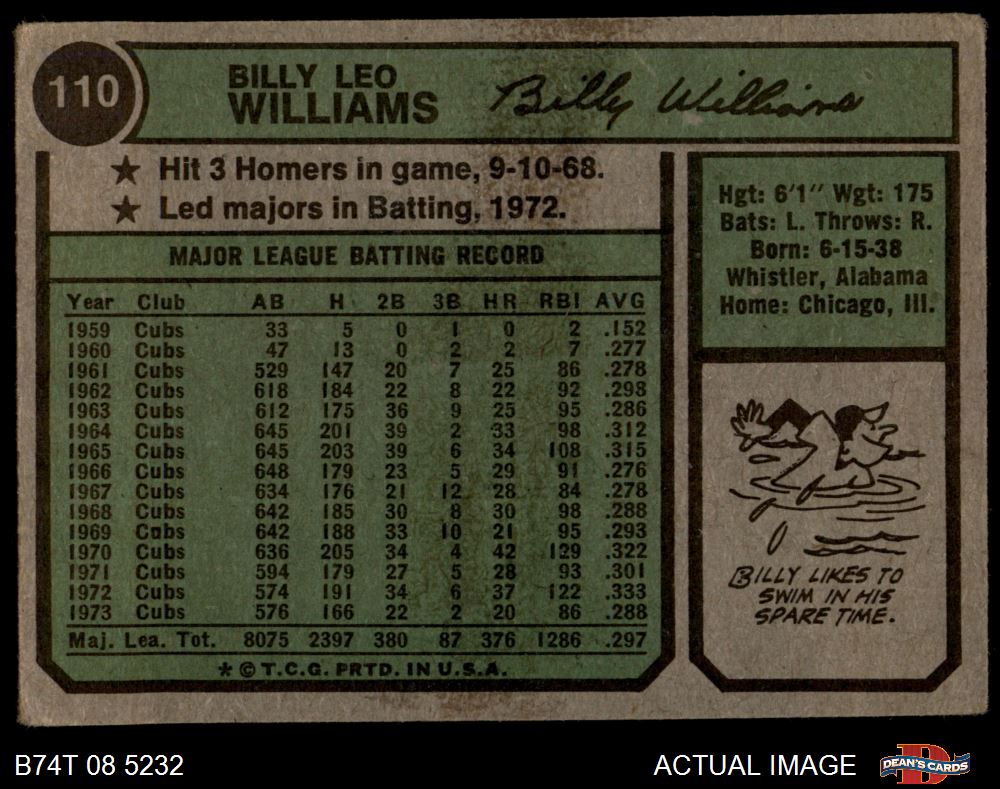 110
BILLY LEO
WILLIAMS
Billy Williams
★ Hit 3 Homers in game, 9-10-68.
★ Led majors in Batting, 1972.
MAJOR LEAGUE BATTING RECORD
Year Club AB H 2B 3B HR RBI AVG
1959 Cubs 33 5 0 1 0 2 .152
1960 Cubs 47 13 0 2 2 7 .277
1961 Cubs 529 147 20 7 25 86 .278
1962 Cubs 618 184 22 8 22 92 .298
1963 Cubs 612 175 36 9 25 95 .286
1964 Cubs 645 201 39 2 33 98 .312
1965 Cubs 645 203 39 6 34 108 .315
1966 Cubs 648 179 23 5 29 91 .276
1967 Cubs 634 176 21 12 28 84 .278
1968 Cubs 642 185 30 8 30 98 .288
1969 Cubs 642 188 33 10 21 95 .293
1970 Cubs 636 205 34 4 42 129 .322
1971 Cubs 594 179 27 5 28 93 .301
1972 Cubs 574 191 34 6 37 122 .333
1973 Cubs 576 166 22 2 20 86 .288
Maj. Lea. Tot. 8075 2397 380 87 376 1286 .297
* © T.C.G. PRTD. IN U.S.A.
Hgt: 6'1" Wgt: 175
Bats: L. Throws: R.
Born: 6-15-38
Whistler, Alabama
Home: Chicago, Ill.
BILLY LIKES TO
SWIM IN HIS
SPARE TIME.
B74T 08 5232
ACTUAL IMAGE
D
DEAN'S CARDS